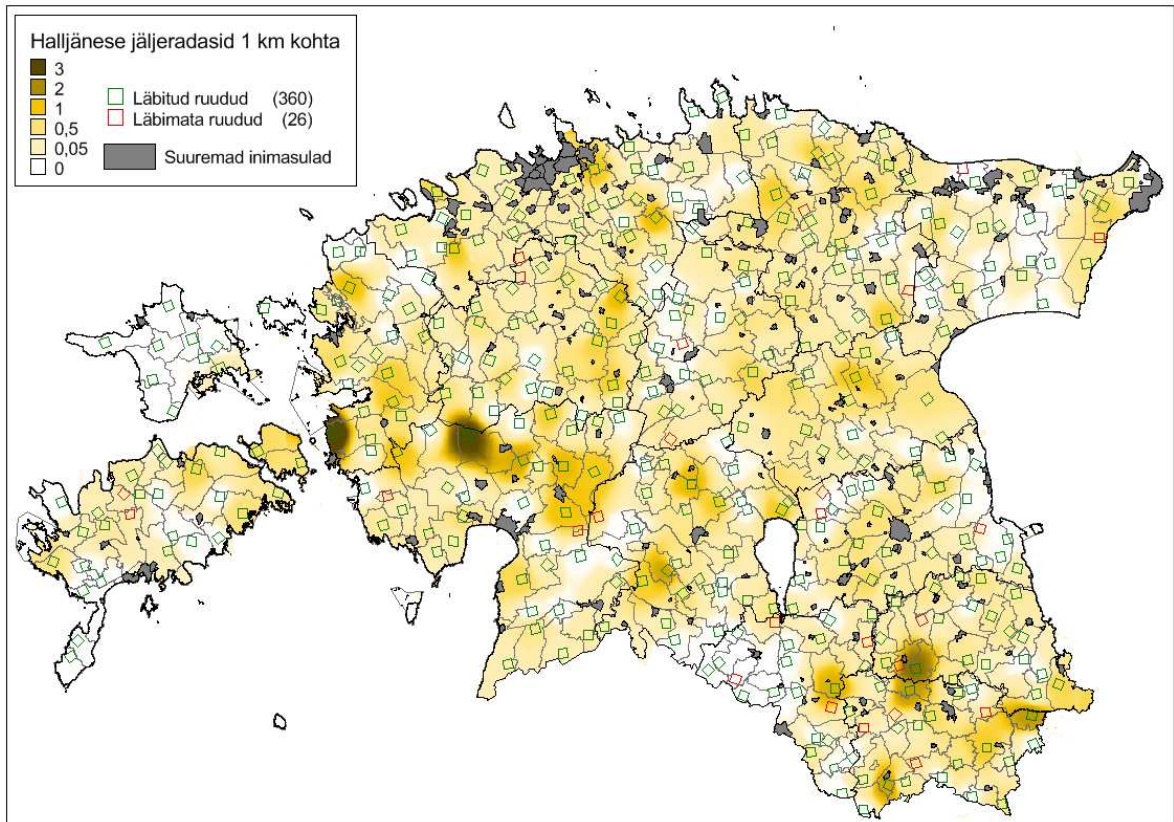 Halljänese jäljeradasid 1 km kohta
3
2
1
0,5
0,05
0
Läbitud ruudud (360)
Läbimata ruudud (26)
Suuremad inimasulad